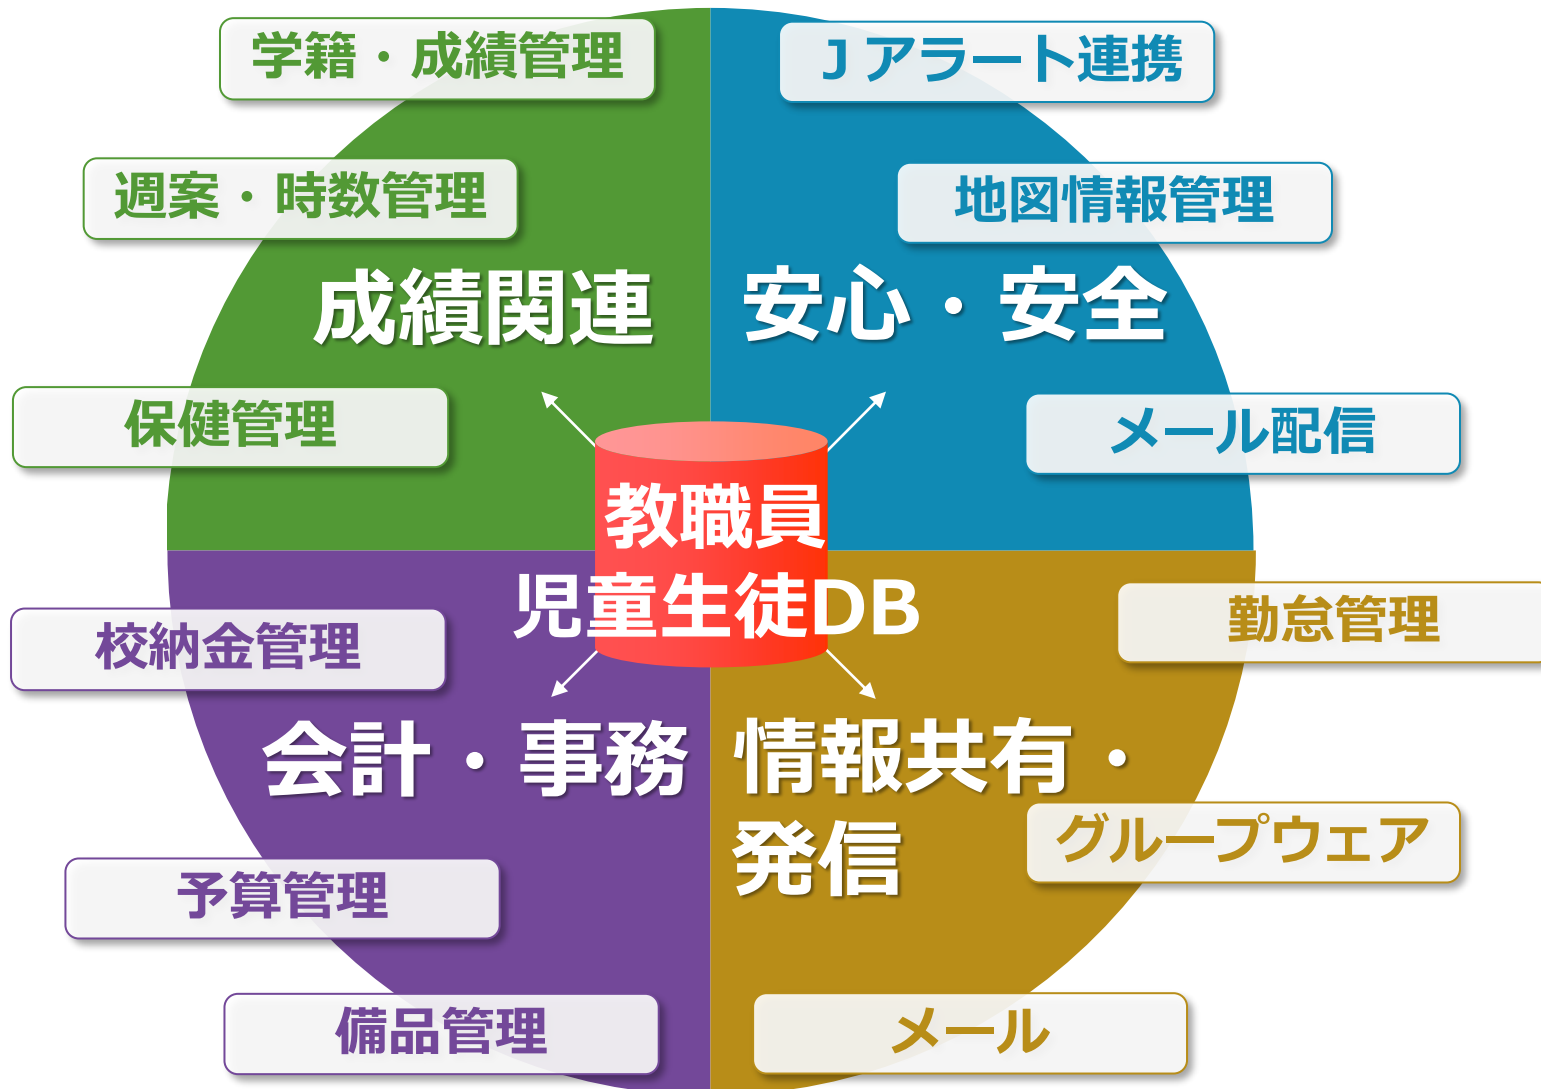 学籍・成績管理
Jアラート連携
週案・時数管理
地図情報管理
成績関連
安心・安全
保健管理
メール配信
教職員
児童生徒DB
校納金管理
勤怠管理
会計・事務
情報共有・
発信
グループウェア
予算管理
備品管理
メール